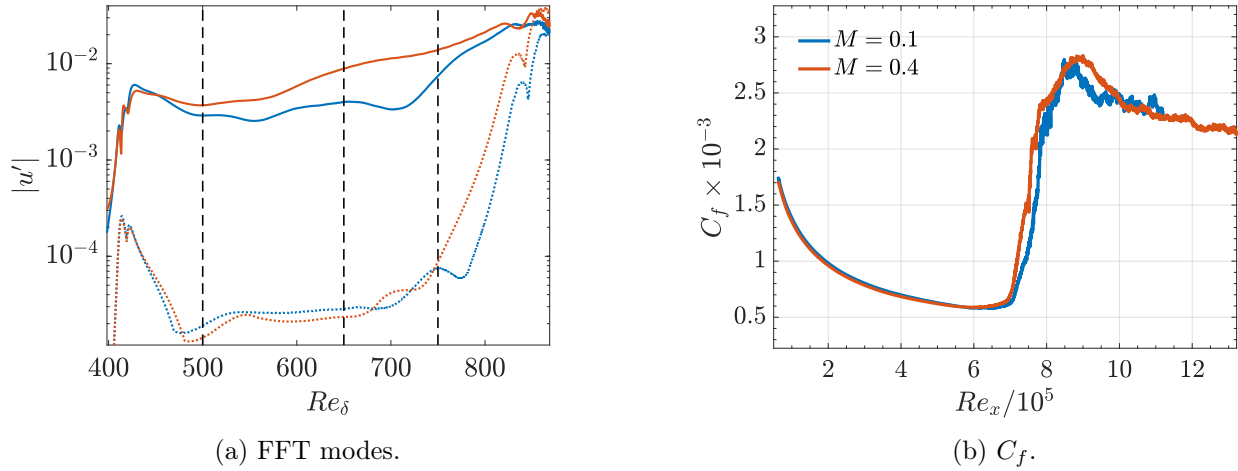 |u′|
10⁻²
10⁻³
10⁻⁴
400 500 600 700 800
Re_δ
(a) FFT modes.
C_f × 10⁻³
3
2.5
2
1.5
1
0.5
M = 0.1
M = 0.4
2 4 6 8 10 12
Re_x/10⁵
(b) C_f.